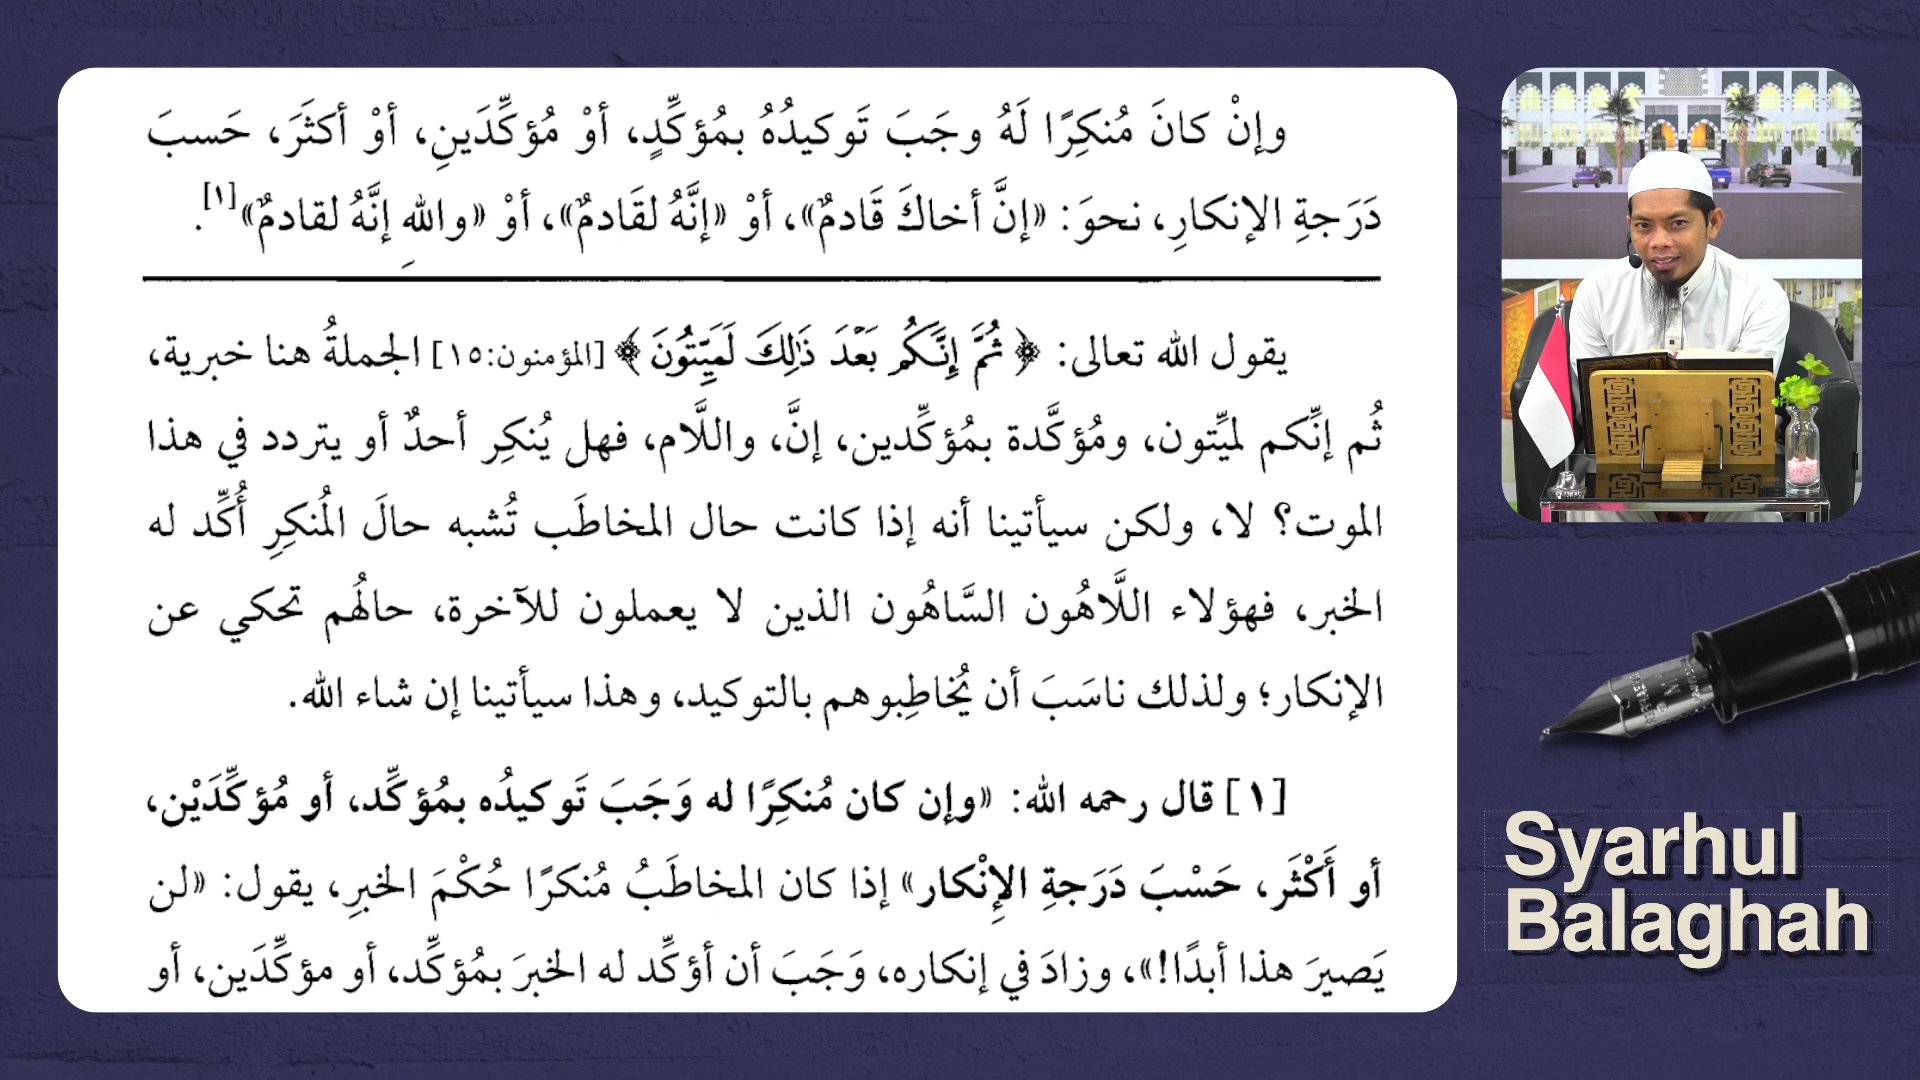 وإنْ كانَ مُنكِرًا لَهُ وجَبَ تَوكيدُهُ بمُؤكِّدٍ، أوْ مُؤكِّدَينِ، أوْ أكثَرَ، حَسبَ
دَرَجةِ الإنكارِ، نحوَ: «إنَّ أخاكَ قَادمٌ»، أوْ «إنَّهُ لقَادمٌ»، أوْ «واللهِ إنَّهُ لقادمٌ»[١].
يقول الله تعالى: ﴿ثُمَّ إِنَّكُم بَعْدَ ذَٰلِكَ لَمَيِّتُونَ﴾ [المؤمنون:١٥] الجملةُ هنا خبرية،
ثُم إنِّكم لميِّتون، ومُؤكَّدة بمُؤكِّدين، إنَّ، واللَّام، فهل يُنكِر أحدٌ أو يتردد في هذا
الموت؟ لا، ولكن سيأتينا أنه إذا كانت حال المخاطَب تُشبه حالَ المُنكِرِ أُكِّد له
الخبر، فهؤلاء اللَّاهُون السَّاهُون الذين لا يعملون للآخرة، حالهُم تحكي عن
الإنكار؛ ولذلك ناسَبَ أن يُخاطِبوهم بالتوكيد، وهذا سيأتينا إن شاء الله.
[١] قال رحمه الله: «وإن كان مُنكِرًا له وَجَبَ تَوكيدُه بمُؤكِّد، أو مُؤكِّدَيْن،
أو أَكْثَر، حَسْبَ دَرَجةِ الإِنْكار» إذا كان المخاطَبُ مُنكرًا حُكْمَ الخبرِ، يقول: «لن
يَصيرَ هذا أبدًا!»، وزادَ في إنكاره، وَجَبَ أن أؤكِّد له الخبرَ بمُؤكِّد، أو مؤكِّدَين، أو
Syarhul
Balaghah